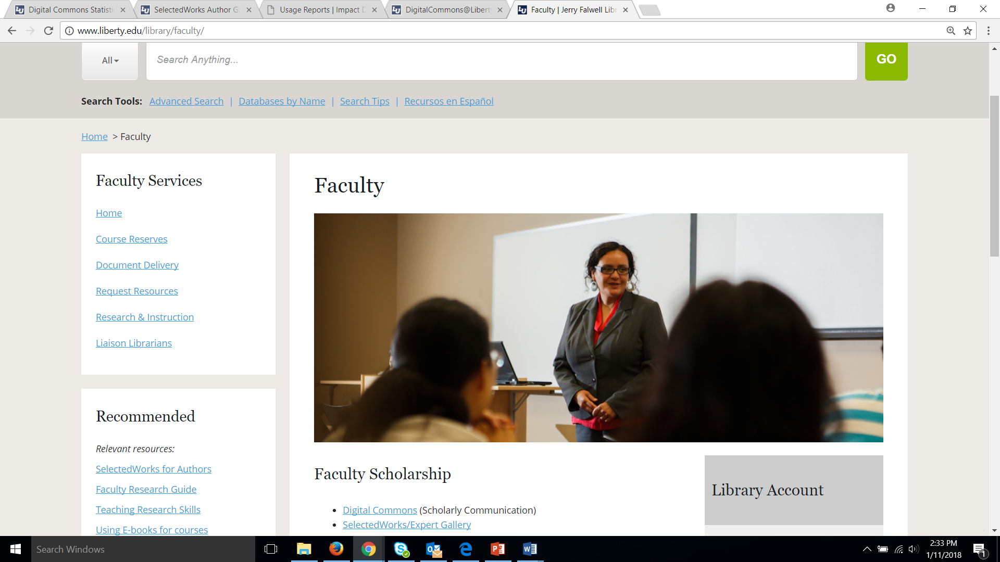 Digital Commons Statisti
SelectedWorks Author G
Usage Reports | Impact D
DigitalCommons@Libert
Faculty | Jerry Falwell Libr
www.liberty.edu/library/faculty/
All
Search Anything...
GO
Search Tools: Advanced Search | Databases by Name | Search Tips | Recursos en Español
Home > Faculty
Faculty Services
Home
Course Reserves
Document Delivery
Request Resources
Research & Instruction
Liaison Librarians
Recommended
Relevant resources:
SelectedWorks for Authors
Faculty Research Guide
Teaching Research Skills
Using E-books for courses
Faculty
Faculty Scholarship
• Digital Commons (Scholarly Communication)
• SelectedWorks/Expert Gallery
Library Account
Search Windows
2:33 PM
1/11/2018
1